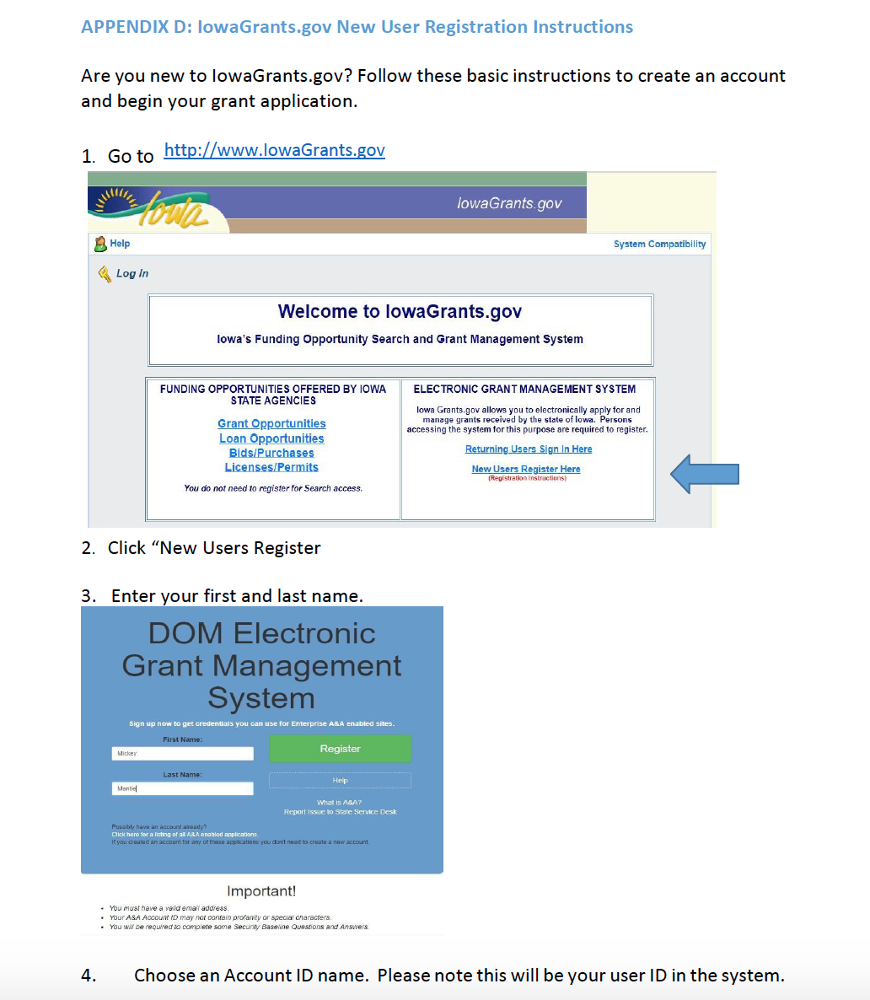 APPENDIX D: IowaGrants.gov New User Registration Instructions
Are you new to IowaGrants.gov? Follow these basic instructions to create an account
and begin your grant application.
1. Go to http://www.IowaGrants.gov
Iowa
IowaGrants.gov
Help
System Compatibility
Log In
Welcome to IowaGrants.gov
Iowa's Funding Opportunity Search and Grant Management System
FUNDING OPPORTUNITIES OFFERED BY IOWA
STATE AGENCIES
Grant Opportunities
Loan Opportunities
Bids/Purchases
Licenses/Permits
You do not need to register for Search access.
ELECTRONIC GRANT MANAGEMENT SYSTEM
Iowa Grants.gov allows you to electronically apply for and
manage grants received by the state of Iowa. Persons
accessing the system for this purpose are required to register.
Returning Users Sign In Here
New Users Register Here
(Registration Instructions)
2. Click “New Users Register
3. Enter your first and last name.
DOM Electronic
Grant Management
System
Sign up now to get credentials you can use for Enterprise A&A enabled sites.
First Name:
Mickey
Last Name:
Mantle
Register
Help
What is A&A?
Report Issue to State Service Desk
Possibly have an account already?
Click here for a listing of all A&A enabled applications.
If you created an account for any of these applications you don't need to create a new account.
Important!
• You must have a valid email address.
• Your A&A Account ID may not contain profanity or special characters.
• You will be required to complete some Security Baseline Questions and Answers.
4. Choose an Account ID name. Please note this will be your user ID in the system.